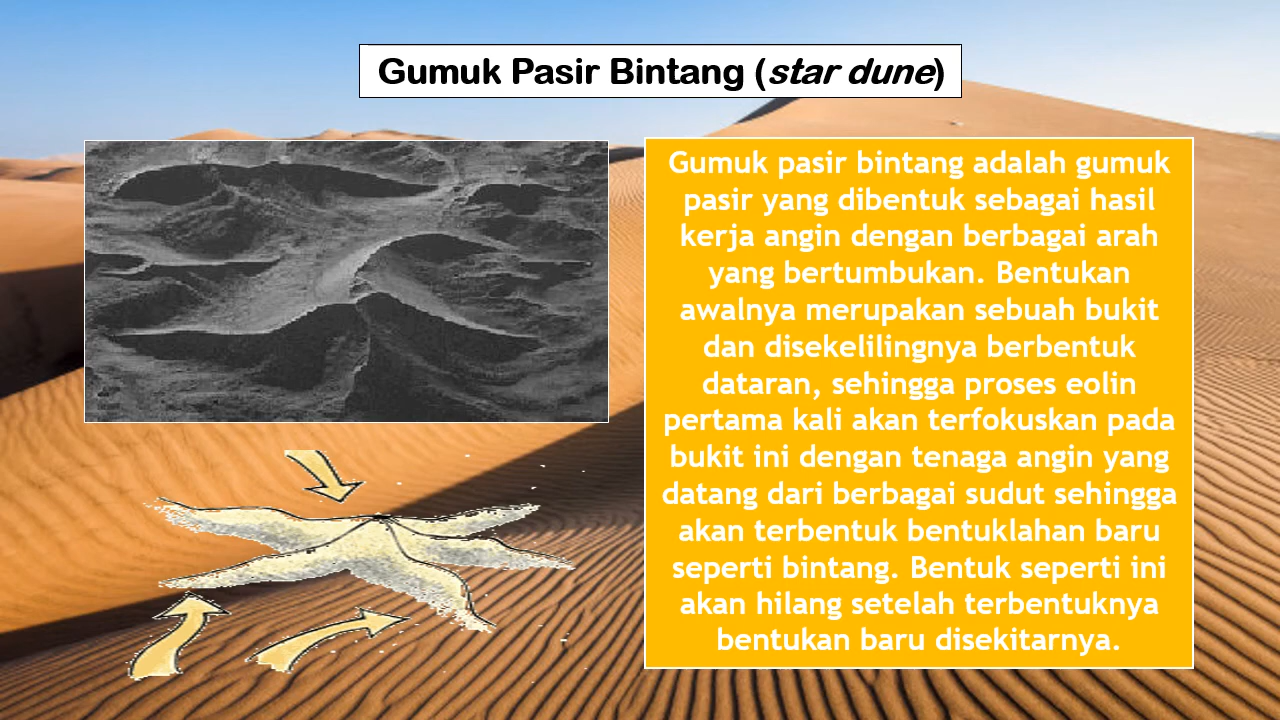 Gumuk Pasir Bintang (star dune)
Gumuk pasir bintang adalah gumuk
pasir yang dibentuk sebagai hasil
kerja angin dengan berbagai arah
yang bertumbukan. Bentukan
awalnya merupakan sebuah bukit
dan disekelilingnya berbentuk
dataran, sehingga proses eolin
pertama kali akan terfokuskan pada
bukit ini dengan tenaga angin yang
datang dari berbagai sudut sehingga
akan terbentuk bentuklahan baru
seperti bintang. Bentuk seperti ini
akan hilang setelah terbentuknya
bentukan baru disekitarnya.